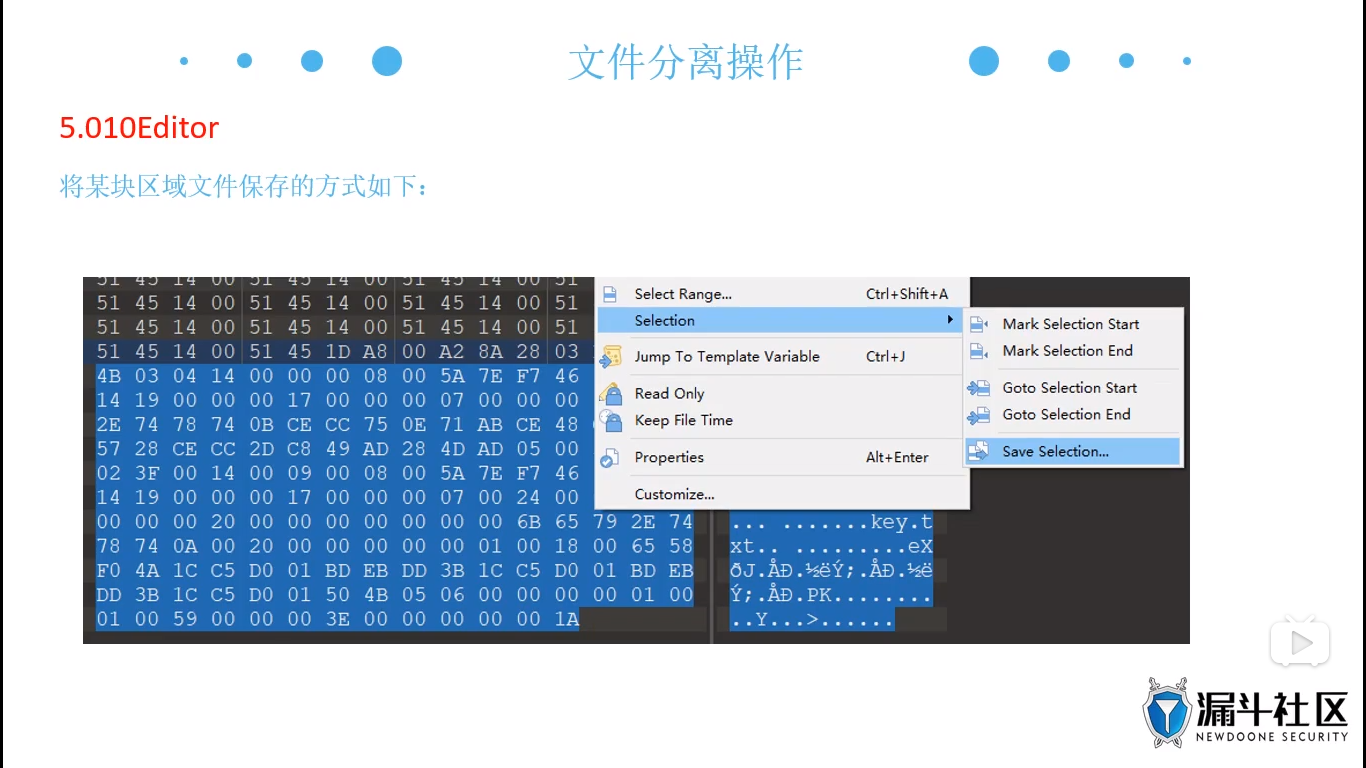 文件分离操作
5.010Editor
将某块区域文件保存的方式如下：
51 45 14 00 51 45 14 00 51 45 14 00 51
51 45 14 00 51 45 14 00 51 45 14 00 51
51 45 14 00 51 45 14 00 51 45 14 00 51
51 45 14 00 51 45 1D A8 00 A2 8A 28 03
4B 03 04 14 00 00 00 08 00 5A 7E F7 46
14 19 00 00 00 17 00 00 00 07 00 00 00
2E 74 78 74 0B CE CC 75 0E 71 AB CE 48
57 28 CE CC 2D C8 49 AD 28 4D AD 05 00
02 3F 00 14 00 09 00 08 00 5A 7E F7 46
14 19 00 00 00 17 00 00 00 07 00 24 00
00 00 00 20 00 00 00 00 00 00 00 6B 65 79 2E 74
78 74 0A 00 20 00 00 00 00 00 01 00 18 00 65 58
F0 4A 1C C5 D0 01 BD EB DD 3B 1C C5 D0 01 BD EB
DD 3B 1C C5 D0 01 50 4B 05 06 00 00 00 00 01 00
01 00 59 00 00 00 3E 00 00 00 00 00 1A
... .......key.t
xt.. .........eX
ðJ.ÅÐ.½ëÝ;.ÅÐ.½ë
Ý;.ÅÐ.PK........
..Y...>......
Select Range... Ctrl+Shift+A
Selection
Jump To Template Variable Ctrl+J
Read Only
Keep File Time
Properties Alt+Enter
Customize...
Mark Selection Start
Mark Selection End
Goto Selection Start
Goto Selection End
Save Selection...
漏斗社区
NEWDOONE SECURITY